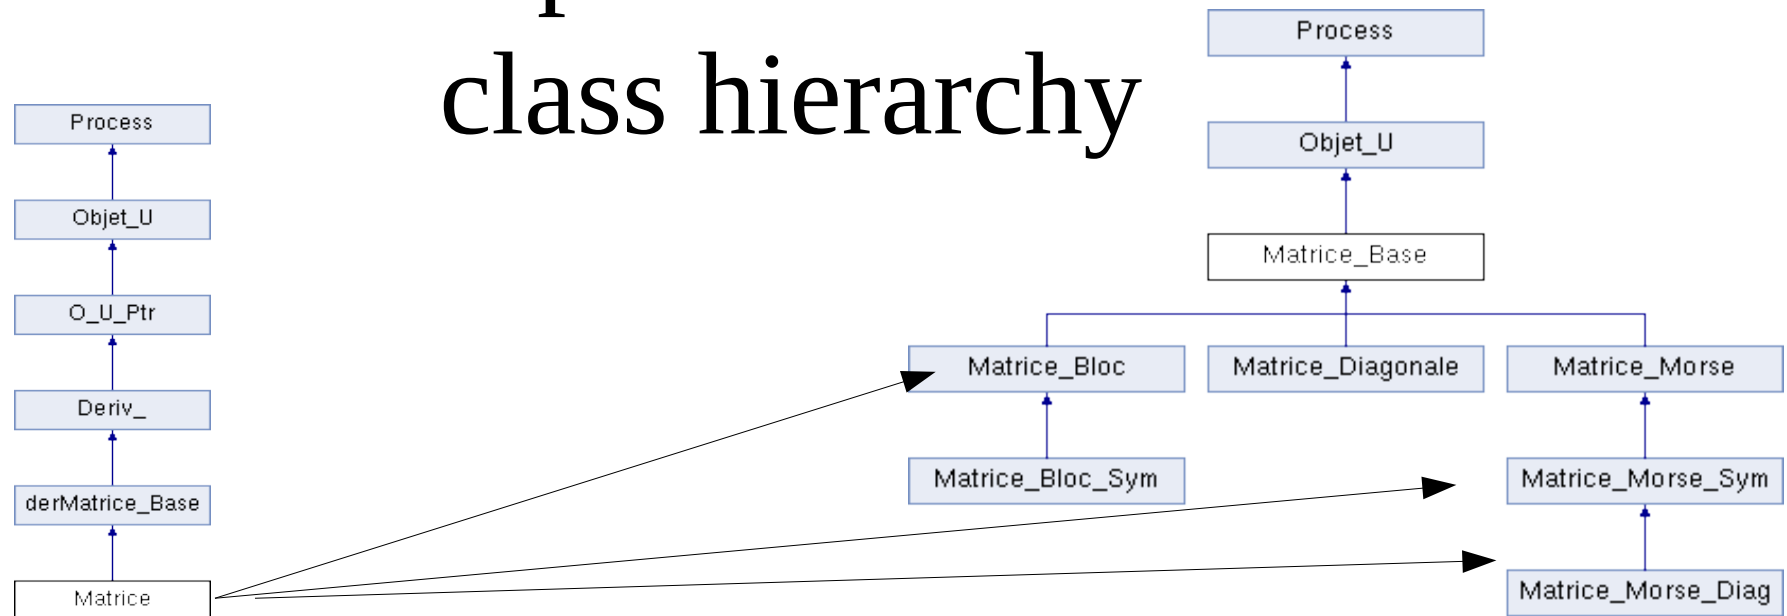 class hierarchy
Process
Objet_U
O_U_Ptr
Deriv_
derMatrice_Base
Matrice
Process
Objet_U
Matrice_Base
Matrice_Bloc
Matrice_Diagonale
Matrice_Morse
Matrice_Bloc_Sym
Matrice_Morse_Sym
Matrice_Morse_Diag